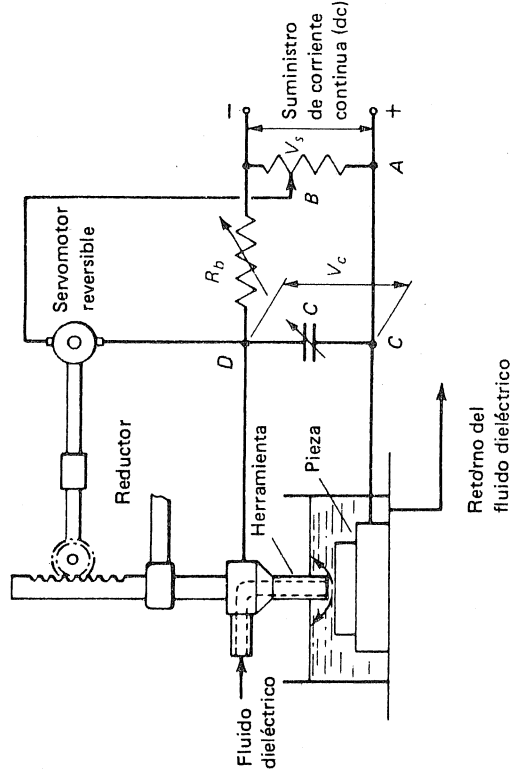 Servomotor
reversible
Reductor
R_b
B
V_s
−
Suministro
de corriente
continua (dc)
+
A
D
C
V_c
C
Herramienta
Pieza
Fluido
dieléctrico
Retorno del
fluido dieléctrico